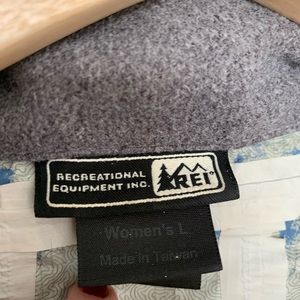 RECREATIONAL
EQUIPMENT INC.
REI
Women's L
Made in Taiwan